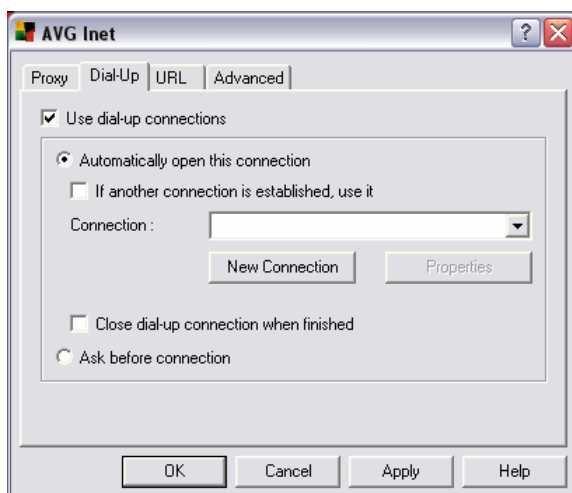 AVG Inet
Proxy Dial-Up URL Advanced
Use dial-up connections
Automatically open this connection
If another connection is established, use it
Connection :
New Connection Properties
Close dial-up connection when finished
Ask before connection
OK Cancel Apply Help